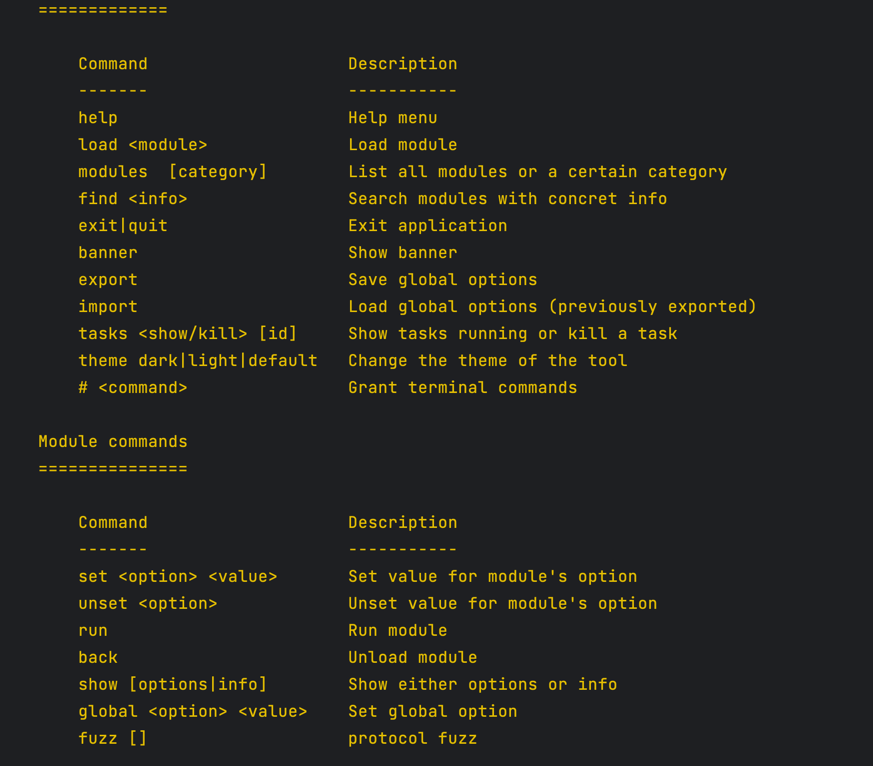 =============
Command Description
------- -----------
help Help menu
load <module> Load module
modules  [category] List all modules or a certain category
find <info> Search modules with concret info
exit|quit Exit application
banner Show banner
export Save global options
import Load global options (previously exported)
tasks <show/kill> [id] Show tasks running or kill a task
theme dark|light|default Change the theme of the tool
# <command> Grant terminal commands
Module commands
===============
Command Description
------- -----------
set <option> <value> Set value for module's option
unset <option> Unset value for module's option
run Run module
back Unload module
show [options|info] Show either options or info
global <option> <value> Set global option
fuzz [] protocol fuzz